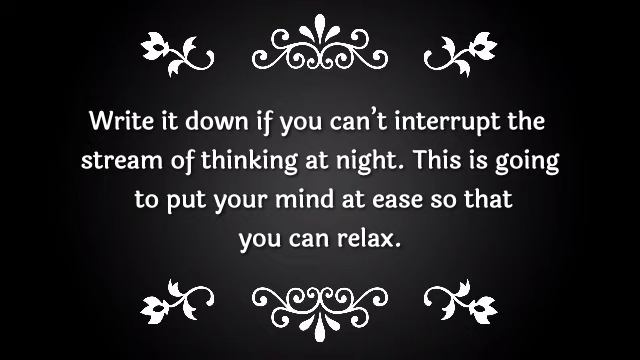 Write it down if you can’t interrupt the
stream of thinking at night. This is going
to put your mind at ease so that
you can relax.